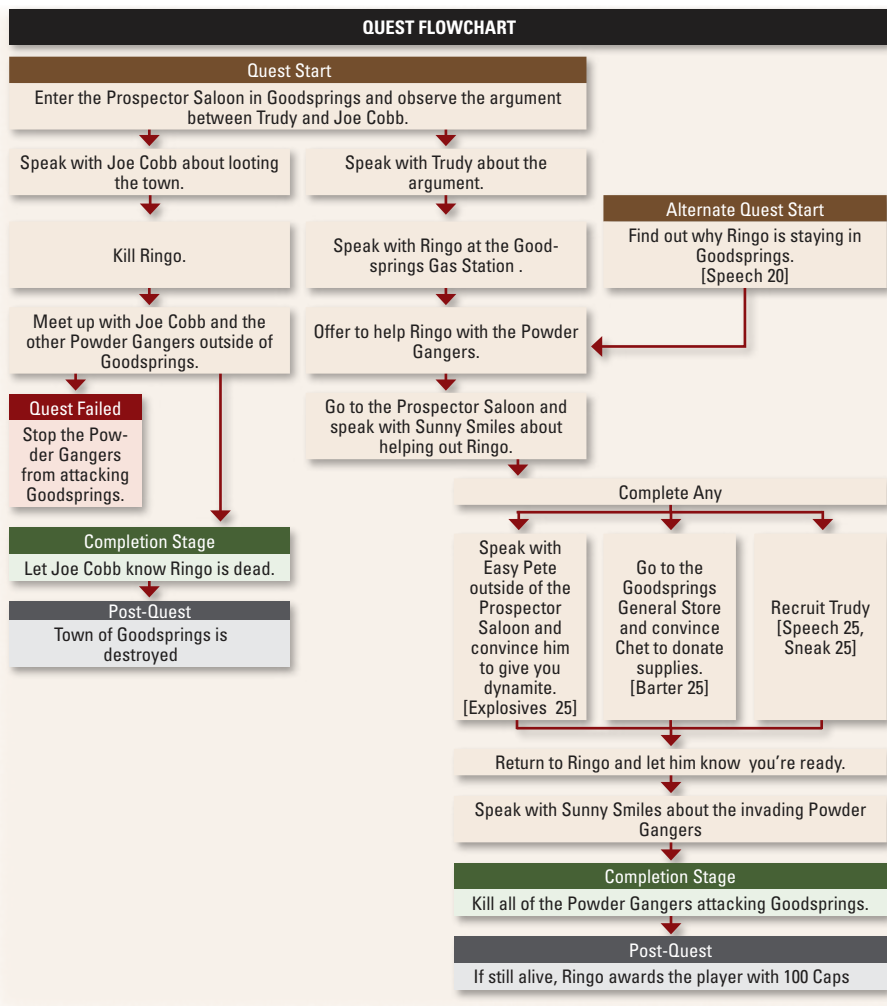 QUEST FLOWCHART
Quest Start
Enter the Prospector Saloon in Goodsprings and observe the argument
between Trudy and Joe Cobb.
Speak with Joe Cobb about looting
the town.
Kill Ringo.
Meet up with Joe Cobb and the
other Powder Gangers outside of
Goodsprings.
Quest Failed
Stop the Pow-
der Gangers
from attacking
Goodsprings.
Completion Stage
Let Joe Cobb know Ringo is dead.
Post-Quest
Town of Goodsprings is
destroyed
Speak with Trudy about the
argument.
Speak with Ringo at the Good-
springs Gas Station .
Alternate Quest Start
Find out why Ringo is staying in
Goodsprings.
[Speech 20]
Offer to help Ringo with the Powder
Gangers.
Go to the Prospector Saloon and
speak with Sunny Smiles about
helping out Ringo.
Complete Any
Speak with
Easy Pete
outside of the
Prospector
Saloon and
convince him
to give you
dynamite.
[Explosives 25]
Go to the
Goodsprings
General Store
and convince
Chet to donate
supplies.
[Barter 25]
Recruit Trudy
[Speech 25,
Sneak 25]
Return to Ringo and let him know you're ready.
Speak with Sunny Smiles about the invading Powder
Gangers
Completion Stage
Kill all of the Powder Gangers attacking Goodsprings.
Post-Quest
If still alive, Ringo awards the player with 100 Caps